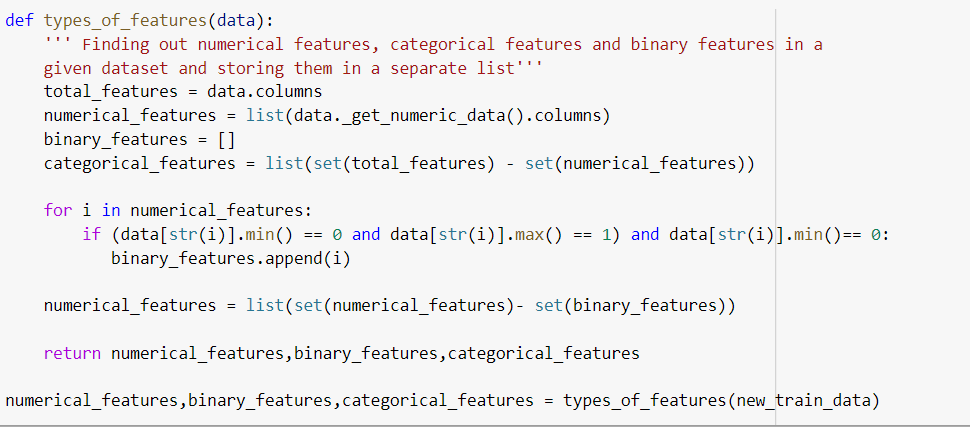 def types_of_features(data):
    ''' Finding out numerical features, categorical features and binary features in a
    given dataset and storing them in a separate list'''
    total_features = data.columns
    numerical_features = list(data._get_numeric_data().columns)
    binary_features = []
    categorical_features = list(set(total_features) - set(numerical_features))

    for i in numerical_features:
        if (data[str(i)].min() == 0 and data[str(i)].max() == 1) and data[str(i)].min()== 0:
           binary_features.append(i)

    numerical_features = list(set(numerical_features)- set(binary_features))

    return numerical_features,binary_features,categorical_features

numerical_features,binary_features,categorical_features = types_of_features(new_train_data)